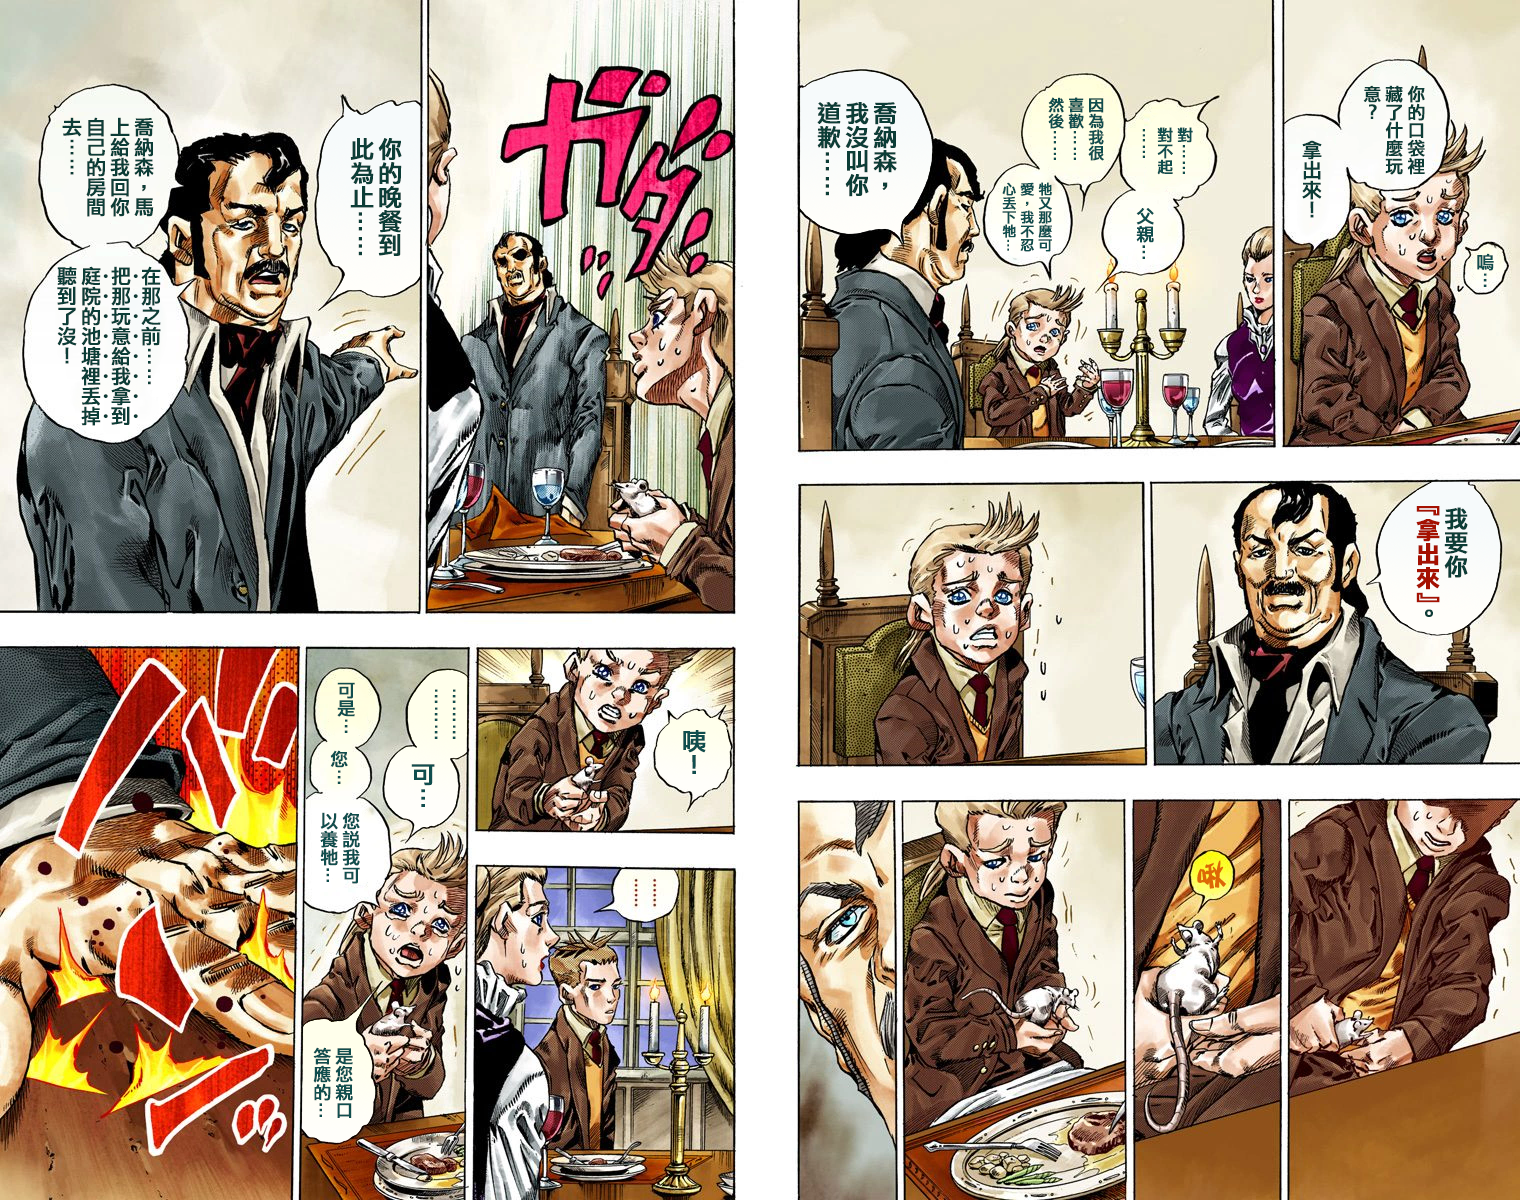 你的口袋裡
藏了什麼玩
意？
拿出來！
嗚…
對……
對不起
……
父親…
因為我很
喜歡……
然後……
牠又那麼可
愛，我不忍
心丟下牠…
喬納森，
我沒叫你
道歉……
我要你
『拿出來』。
啾
ガタッ
你的晚餐到
此為止……
喬納森，馬
上給我回你
自己的房間
去……
在那之前……
把那玩意給我拿到
庭院的池塘裡丟掉
聽到了沒！
咦！
……
………
………
可…
可是…
您…
您説我可
以養牠…
是您親口
答應的…
バンッ